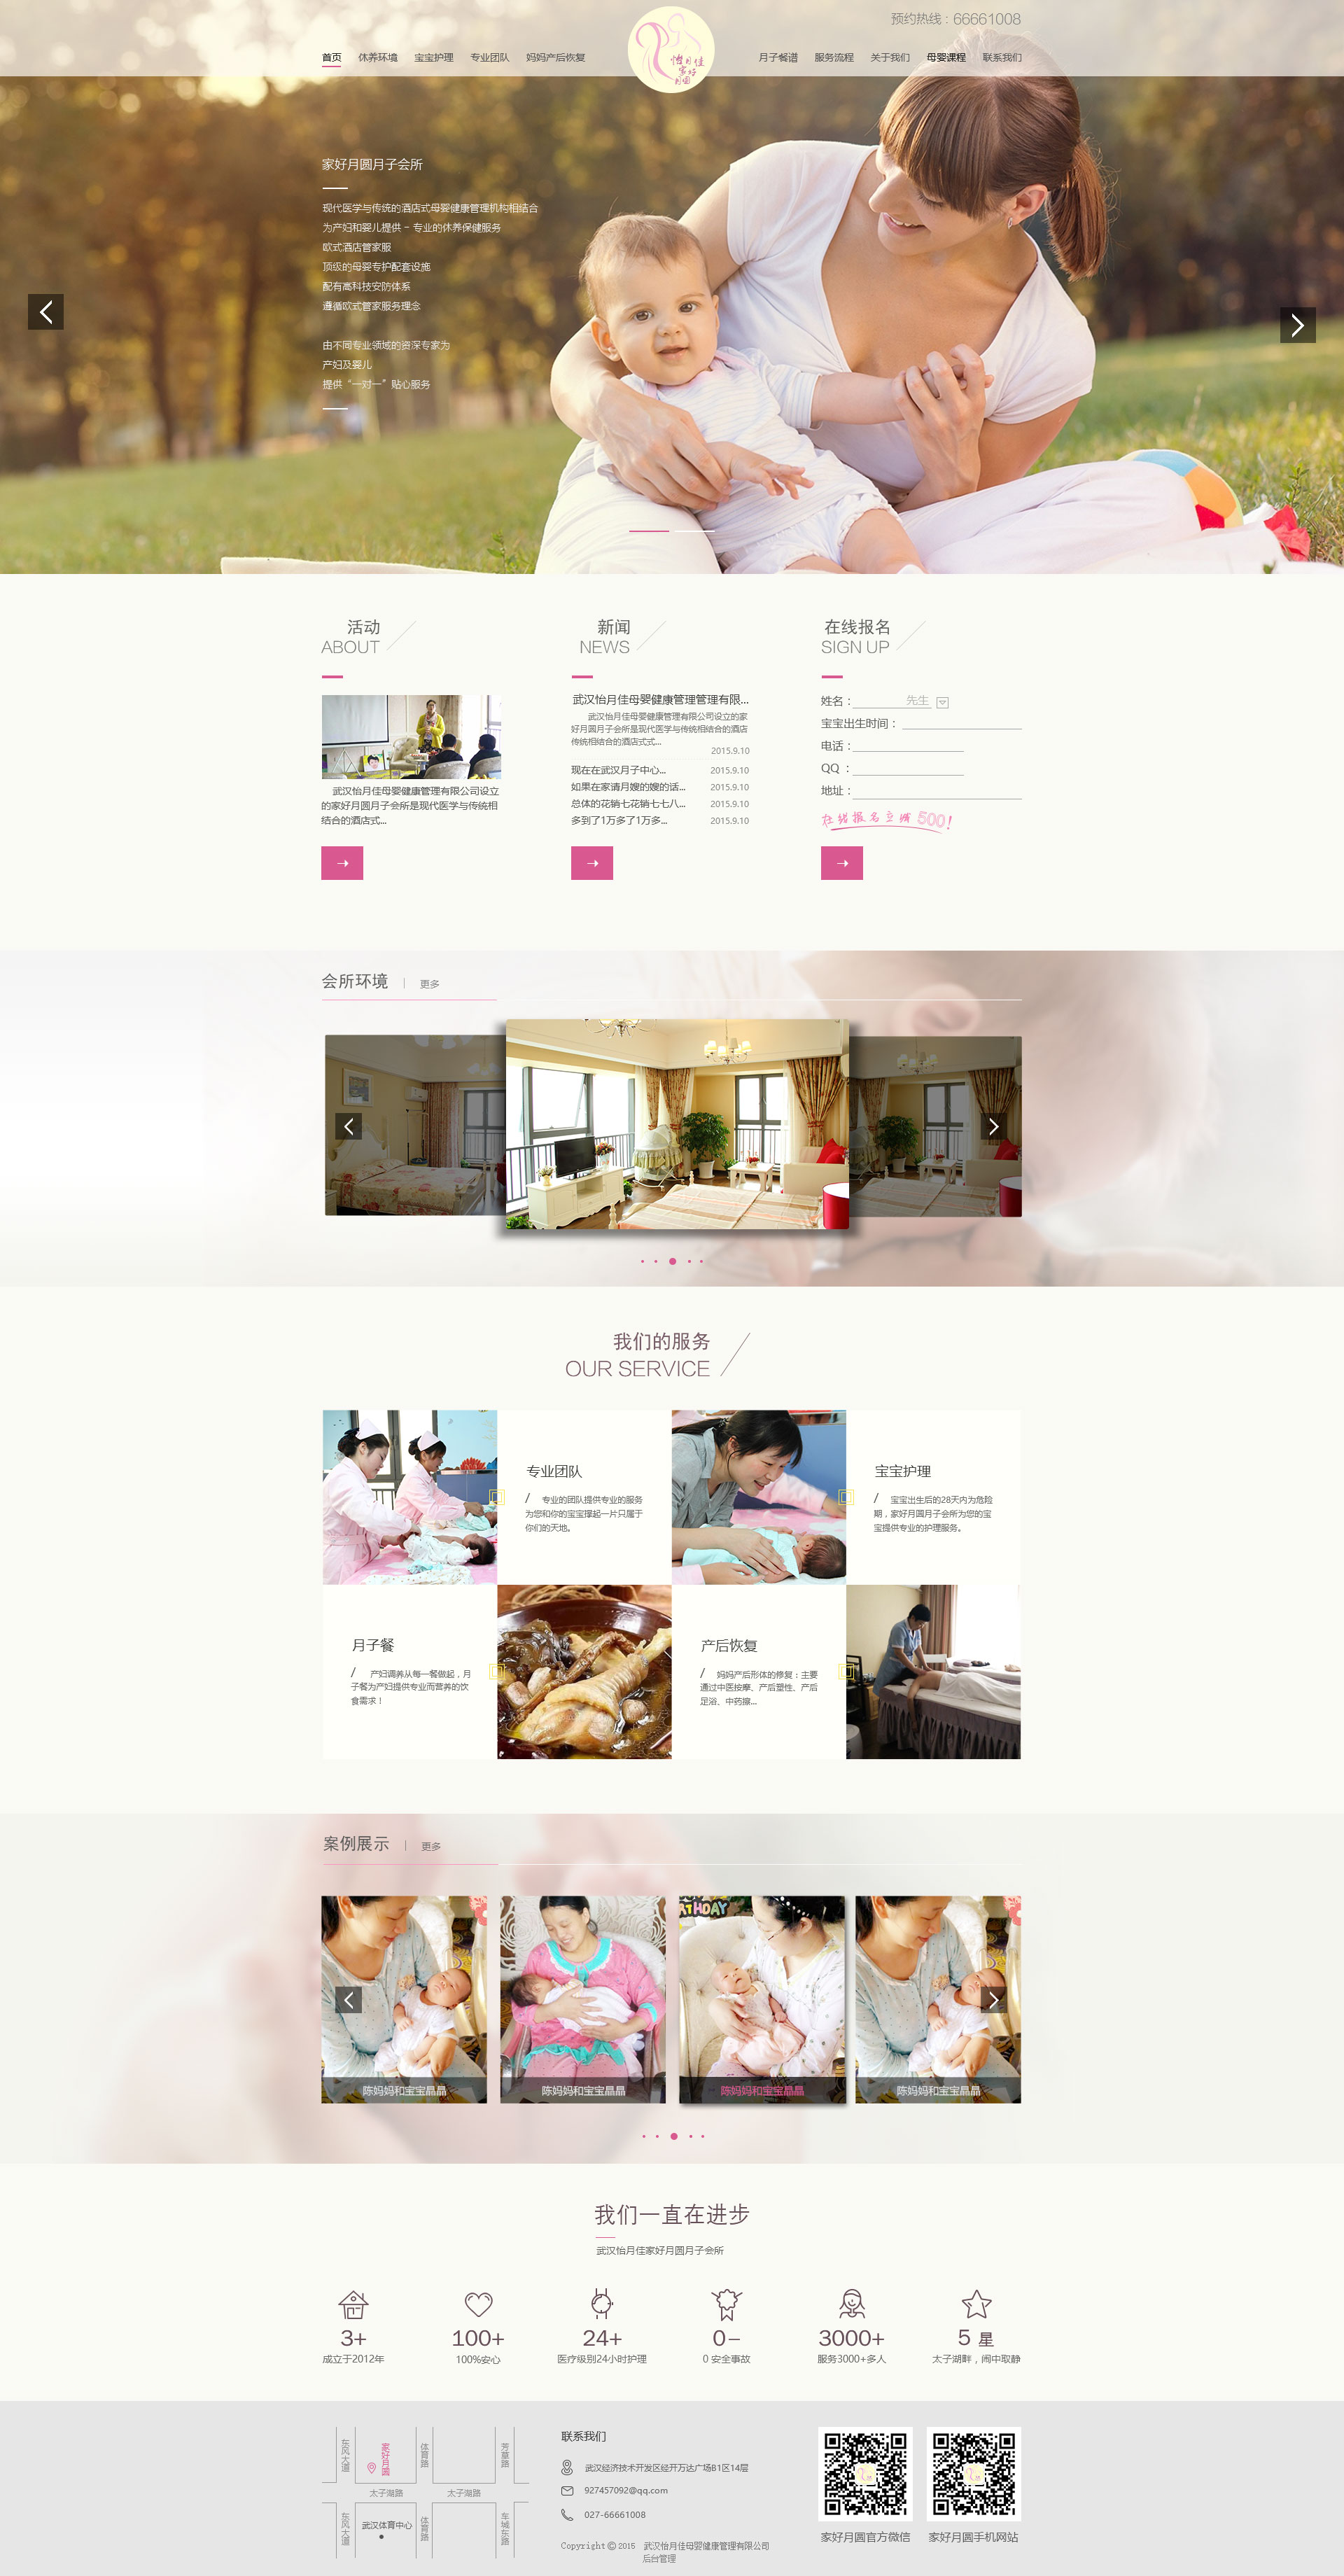 预约热线：66661008
首页 休养环境 宝宝护理 专业团队 妈妈产后恢复
怡月佳
家好
月圆
月子餐谱 服务流程 关于我们 母婴课程 联系我们
家好月圆月子会所
现代医学与传统的酒店式母婴健康管理机构相结合
为产妇和婴儿提供 - 专业的休养保健服务
欧式酒店管家服
顶级的母婴专护配套设施
配有高科技安防体系
遵循欧式管家服务理念
由不同专业领域的资深专家为
产妇及婴儿
提供“一对一”贴心服务
活动
ABOUT
武汉怡月佳母婴健康管理有限公司设立
的家好月圆月子会所是现代医学与传统相
结合的酒店式...
新闻
NEWS
武汉怡月佳母婴健康管理管理有限...
武汉怡月佳母婴健康管理有限公司设立的家
好月圆月子会所是现代医学与传统相结合的酒店
传统相结合的酒店式式...
2015.9.10
现在在武汉月子中心... 2015.9.10
如果在家请月嫂的嫂的话... 2015.9.10
总体的花销七花销七七八... 2015.9.10
多到了1万多了1万多... 2015.9.10
在线报名
SIGN UP
姓名： 先生
宝宝出生时间：
电话：
QQ ：
地址：
在线报名立减 500！
会所环境 | 更多
我们的服务
OUR SERVICE
专业团队
/ 专业的团队提供专业的服务
为您和你的宝宝撑起一片只属于
你们的天地。
宝宝护理
/ 宝宝出生后的28天内为危险
期，家好月圆月子会所为您的宝
宝提供专业的护理服务。
月子餐
/ 产妇调养从每一餐做起，月
子餐为产妇提供专业而营养的饮
食需求！
产后恢复
/ 妈妈产后形体的修复：主要
通过中医按摩、产后塑性、产后
足浴、中药擦...
案例展示 | 更多
RTHDAY
陈妈妈和宝宝晶晶
陈妈妈和宝宝晶晶
陈妈妈和宝宝晶晶
陈妈妈和宝宝晶晶
我们一直在进步
武汉怡月佳家好月圆月子会所
3+
成立于2012年
100+
100%安心
24+
医疗级别24小时护理
0–
0 安全事故
3000+
服务3000+多人
5 星
太子湖畔，闹中取静
东风大道
家好月圆
体育路
太子湖路
太子湖路
东风大道
武汉体育中心
体育路
车城东路
联系我们
武汉经济技术开发区经开万达广场B1区14层
927457092@qq.com
027-66661008
Copyright © 2015 武汉怡月佳母婴健康管理有限公司
后台管理
家好月圆官方微信
家好月圆手机网站